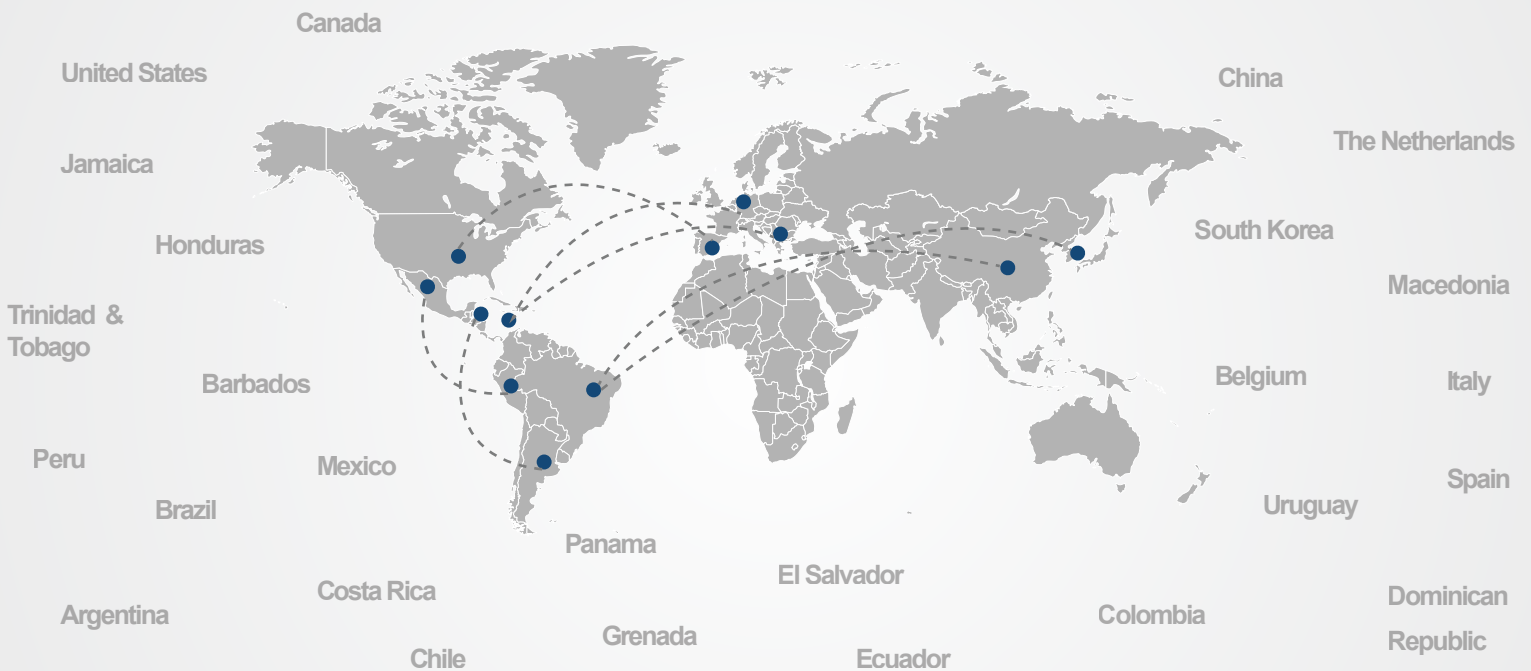 Canada
United States
China
The Netherlands
Jamaica
South Korea
Honduras
Macedonia
Trinidad &
Tobago
Belgium
Italy
Barbados
Peru
Mexico
Spain
Uruguay
Brazil
Panama
El Salvador
Costa Rica
Dominican
Republic
Argentina
Colombia
Grenada
Chile
Ecuador